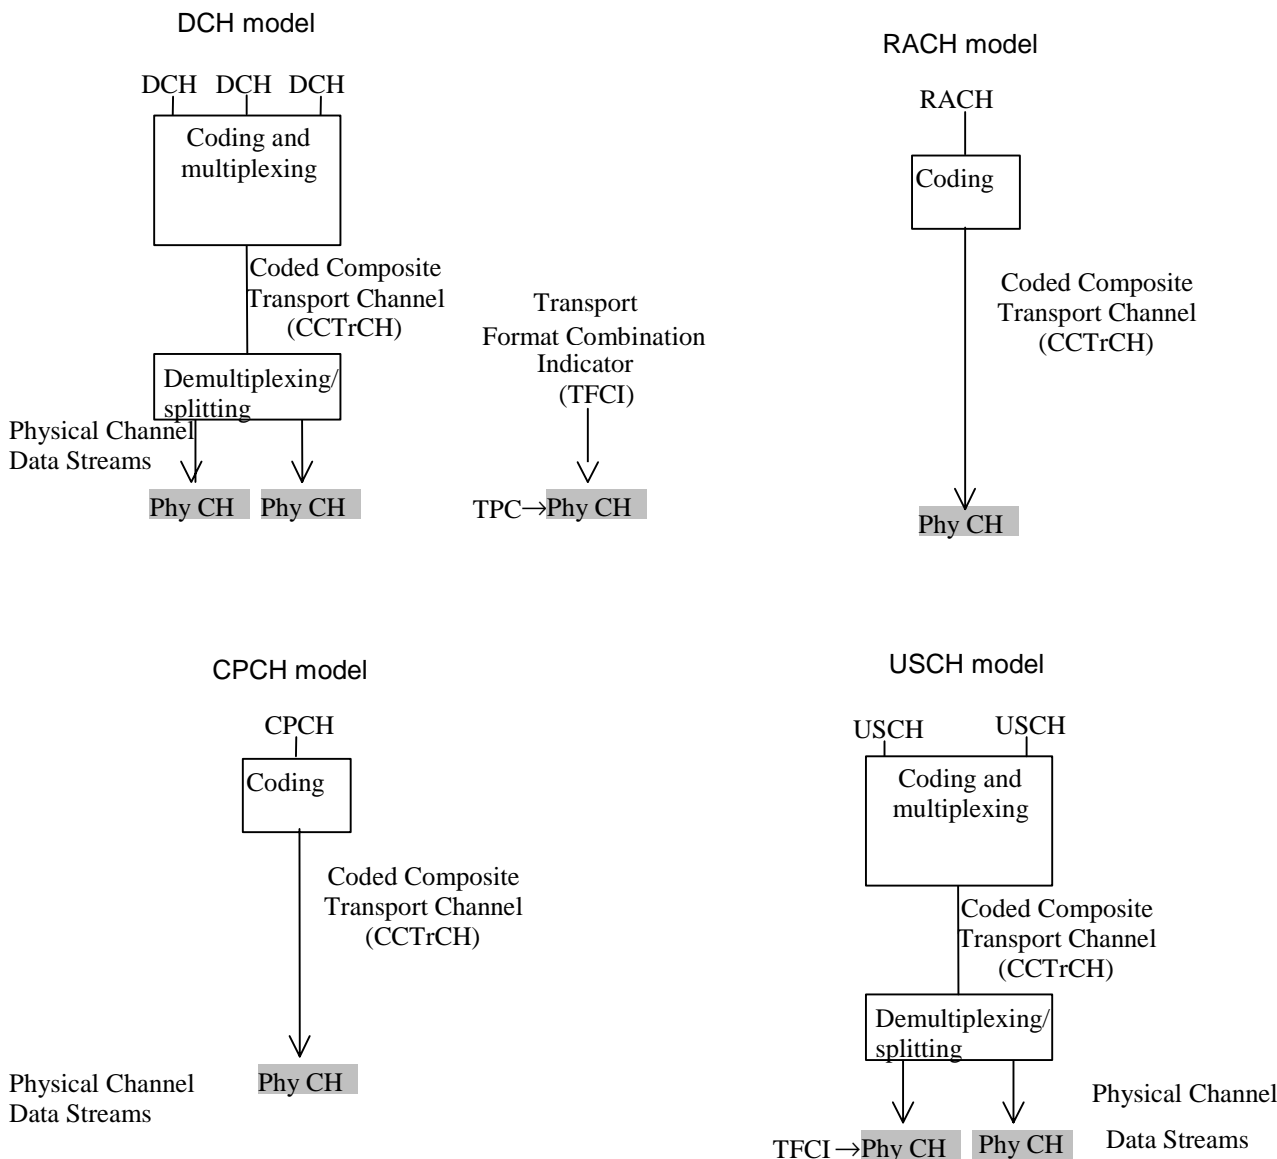 DCH model
DCH DCH DCH
Coding and
multiplexing
Coded Composite
Transport Channel
(CCTrCH)
Demultiplexing/
splitting
Physical Channel
Data Streams
Phy CH Phy CH
Transport
Format Combination
Indicator
(TFCI)
TPC→Phy CH
RACH model
RACH
Coding
Coded Composite
Transport Channel
(CCTrCH)
Phy CH
CPCH model
CPCH
Coding
Coded Composite
Transport Channel
(CCTrCH)
Physical Channel
Data Streams
Phy CH
USCH model
USCH USCH
Coding and
multiplexing
Coded Composite
Transport Channel
(CCTrCH)
Demultiplexing/
splitting
Physical Channel
Data Streams
TFCI→Phy CH Phy CH